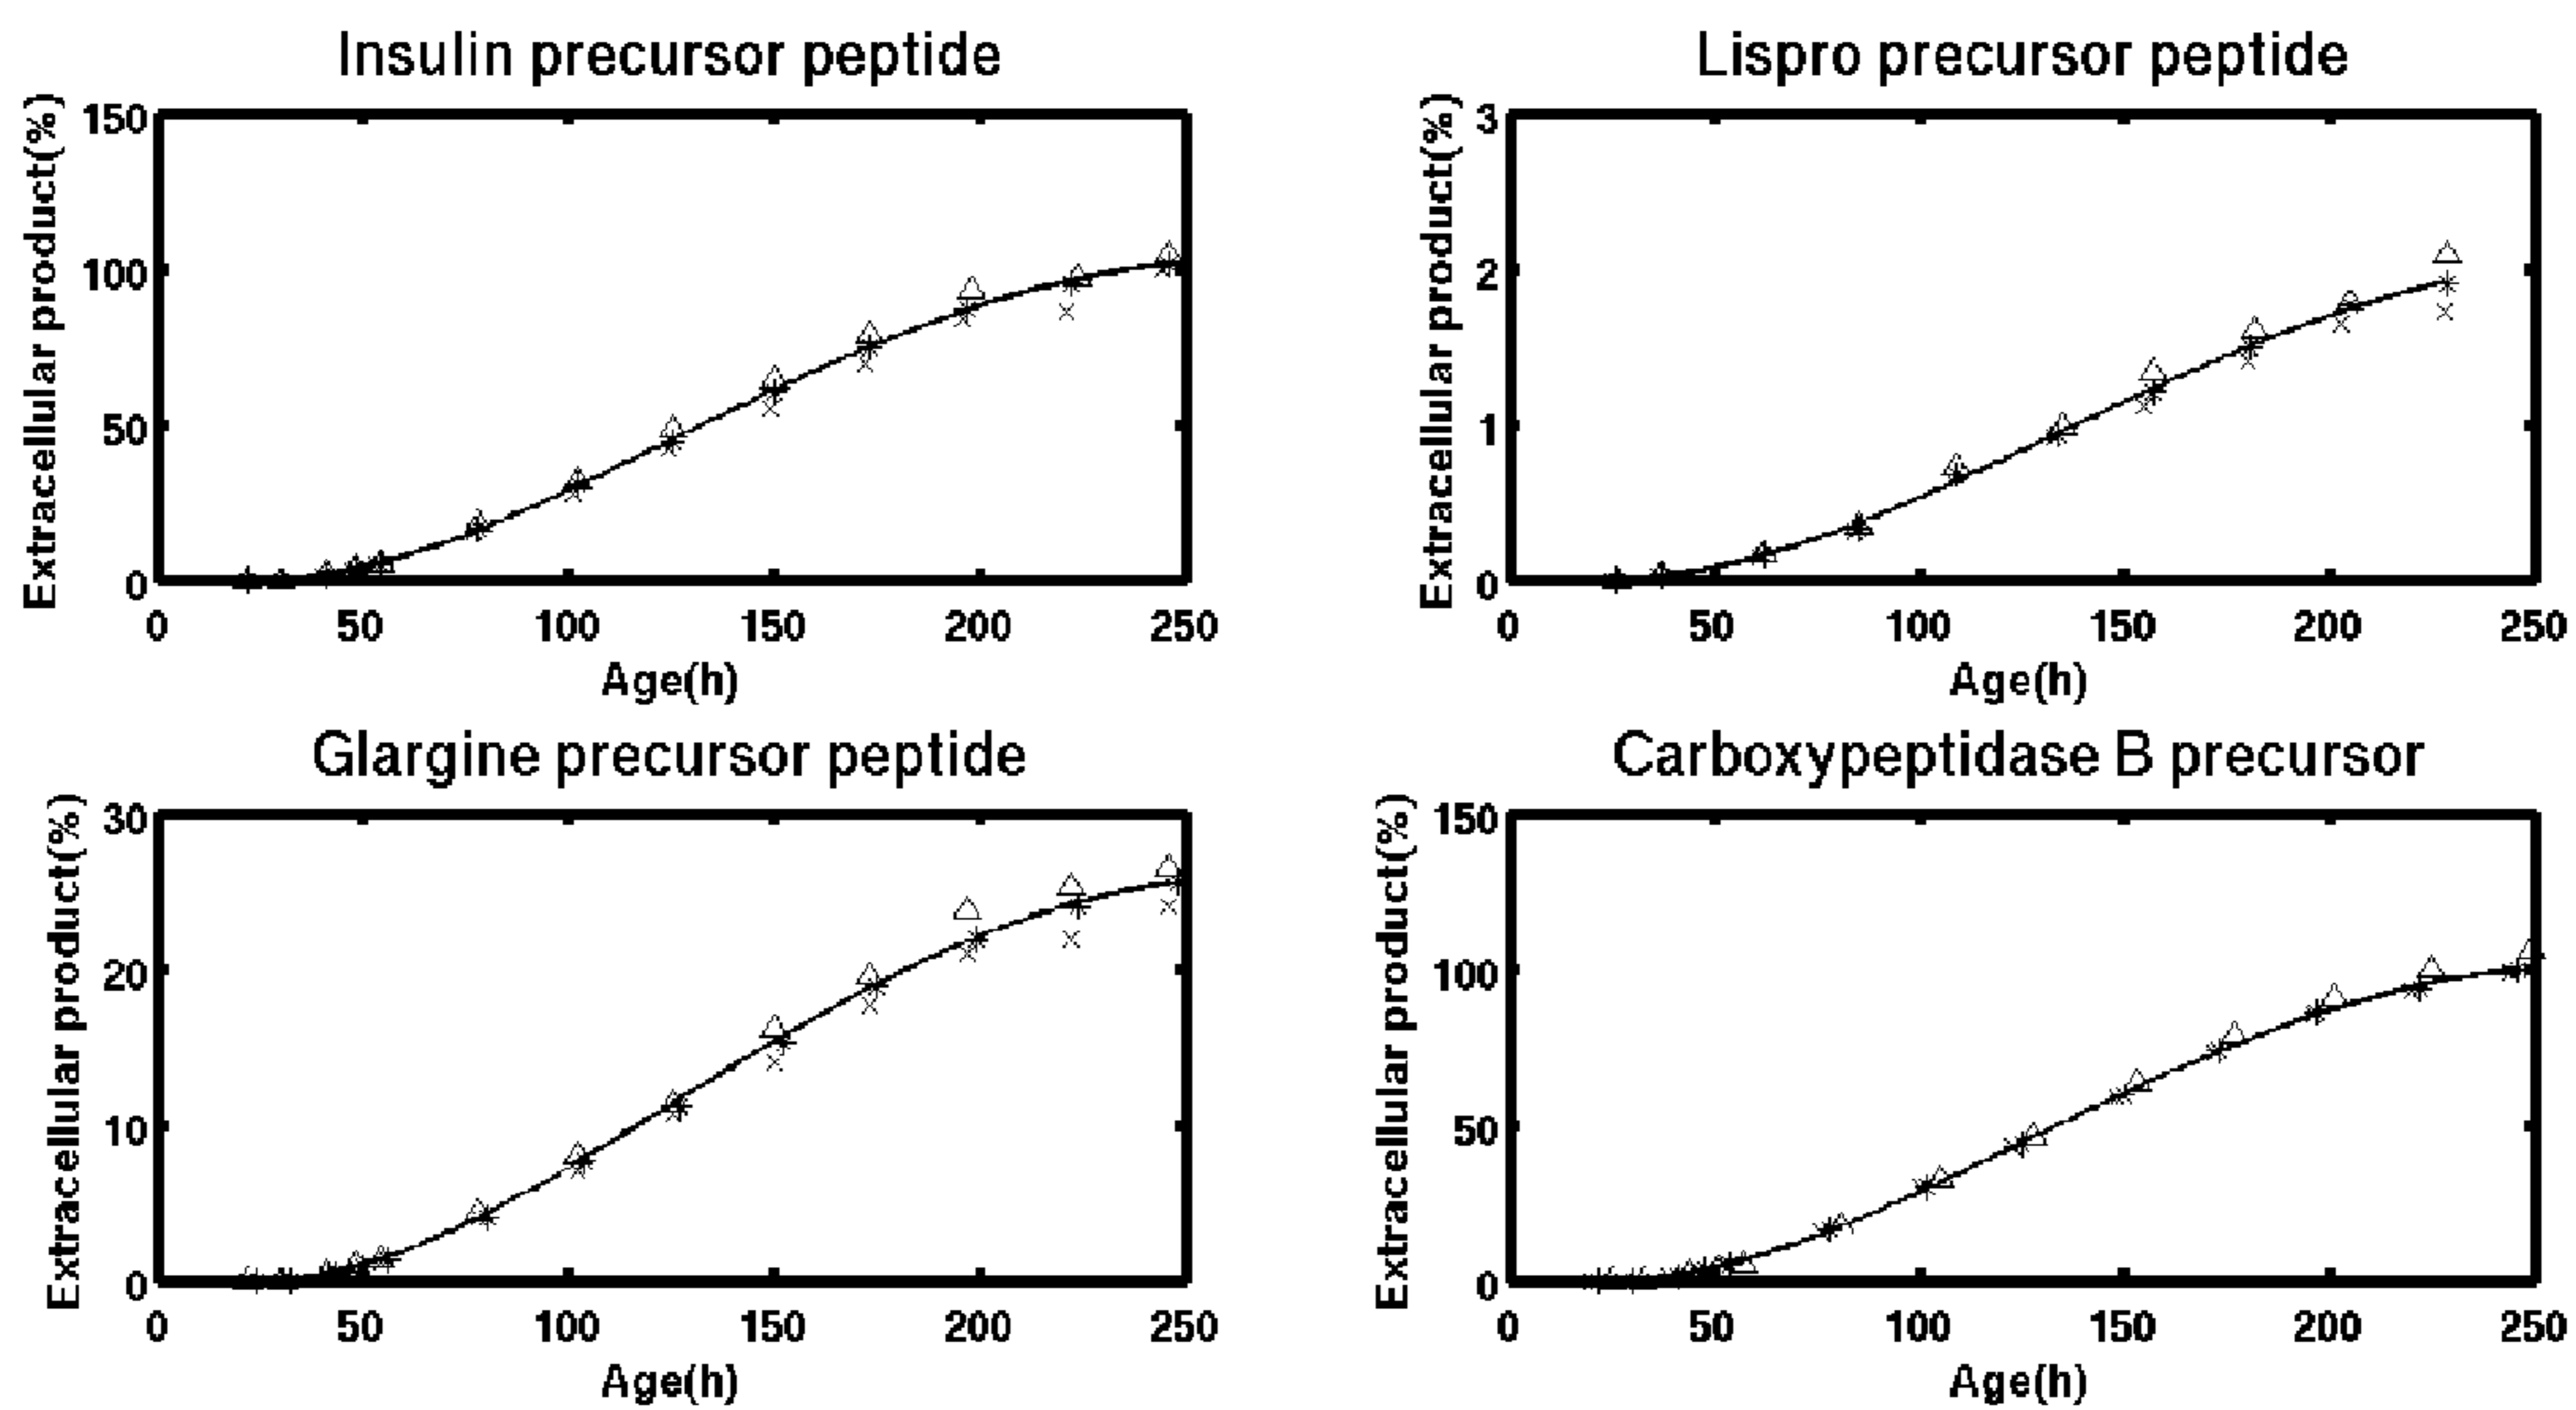 Insulin precursor peptide
Extracellular product(%)
150
100
50
0
0 50 100 150 200 250
Age(h)
Lispro precursor peptide
Extracellular product(%)
3
2
1
0
0 50 100 150 200 250
Age(h)
Glargine precursor peptide
Extracellular product(%)
30
20
10
0
0 50 100 150 200 250
Age(h)
Carboxypeptidase B precursor
Extracellular product(%)
150
100
50
0
0 50 100 150 200 250
Age(h)